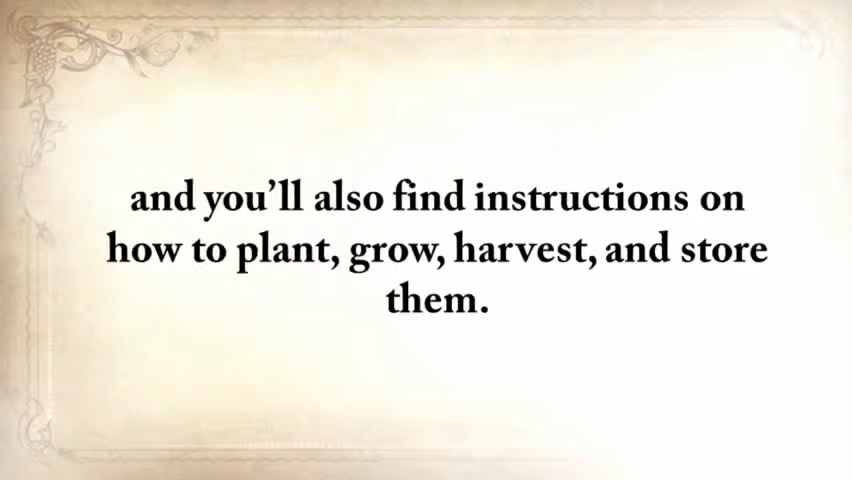 and you’ll also find instructions on
how to plant, grow, harvest, and store
them.